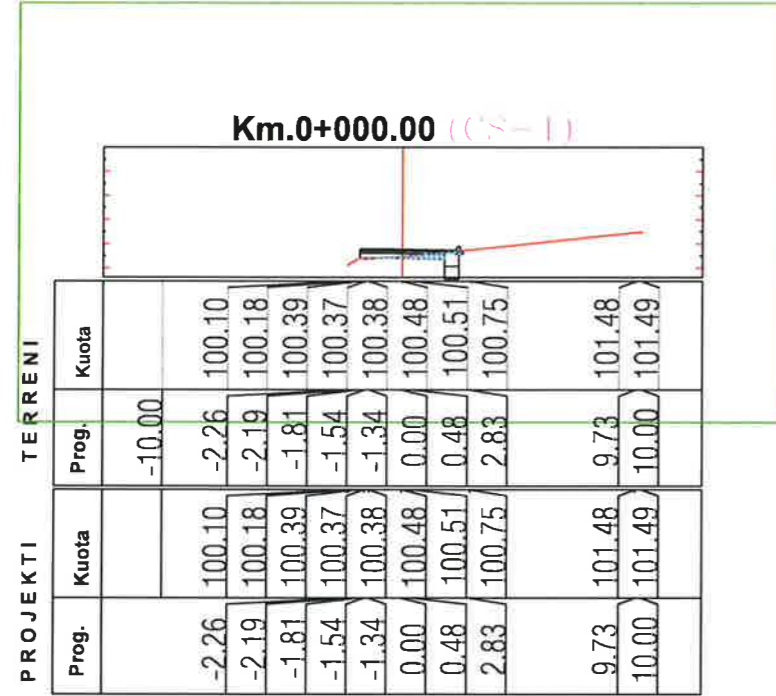 Km.0+000.00
TERRENI
Kuota 100.10 100.18 100.39 100.37 100.38 100.48 100.51 100.75 101.48 101.49
Prog. -10.00 -2.26 -2.19 -1.81 -1.54 -1.34 0.00 0.48 2.83 9.73 10.00
PROJEKTI
Kuota 100.10 100.18 100.39 100.37 100.38 100.48 100.51 100.75 101.48 101.49
Prog. -2.26 -2.19 -1.81 -1.54 -1.34 0.00 0.48 2.83 9.73 10.00